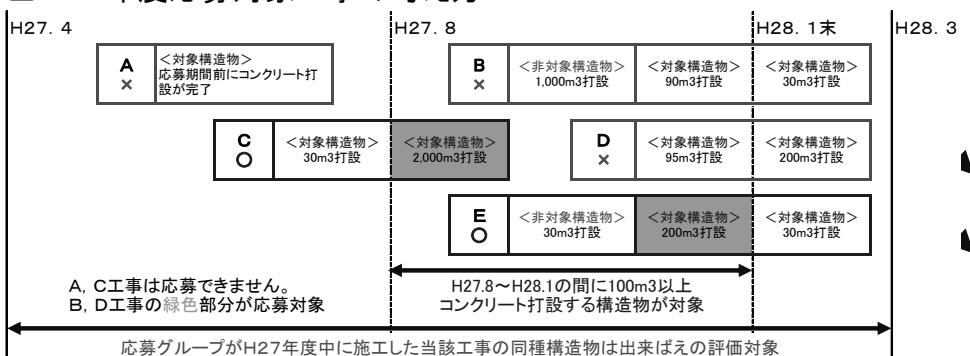 H27．4
H27．8
H28．1末
H28．3
A
×
＜対象構造物＞
応募期間前にコンクリート打
設が完了
B
×
＜非対象構造物＞
1,000m3打設
＜対象構造物＞
90m3打設
＜対象構造物＞
30m3打設
C
○
＜対象構造物＞
30m3打設
＜対象構造物＞
2,000m3打設
D
×
＜対象構造物＞
95m3打設
＜対象構造物＞
200m3打設
E
○
＜非対象構造物＞
30m3打設
＜対象構造物＞
200m3打設
＜対象構造物＞
30m3打設
A，C工事は応募できません。
B，D工事の緑色部分が応募対象
H27.8～H28.1の間に100m3以上
コンクリート打設する構造物が対象
応募グループがH27年度中に施工した当該工事の同種構造物は出来ばえの評価対象